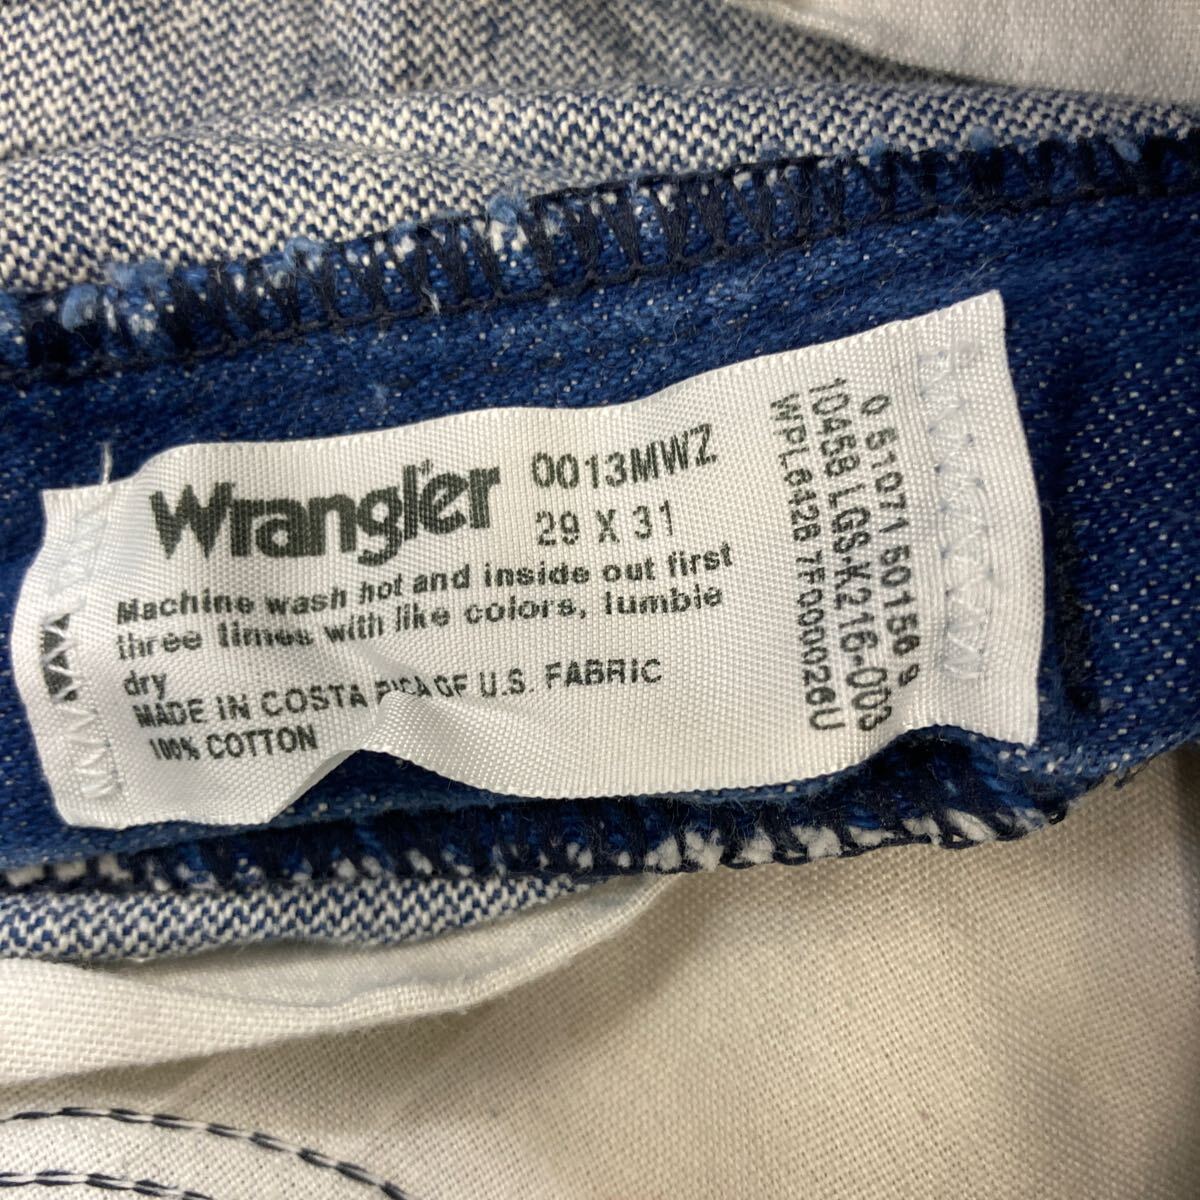 Wrangler
0013MWZ
29 X 31
Machine wash hot and inside out first
three times with like colors, tumble
dry
MADE IN COSTA RICA OF U.S. FABRIC
100% COTTON
0 51071 50156 9
10458 LGS-K216-003
WPL6428 7F000026U